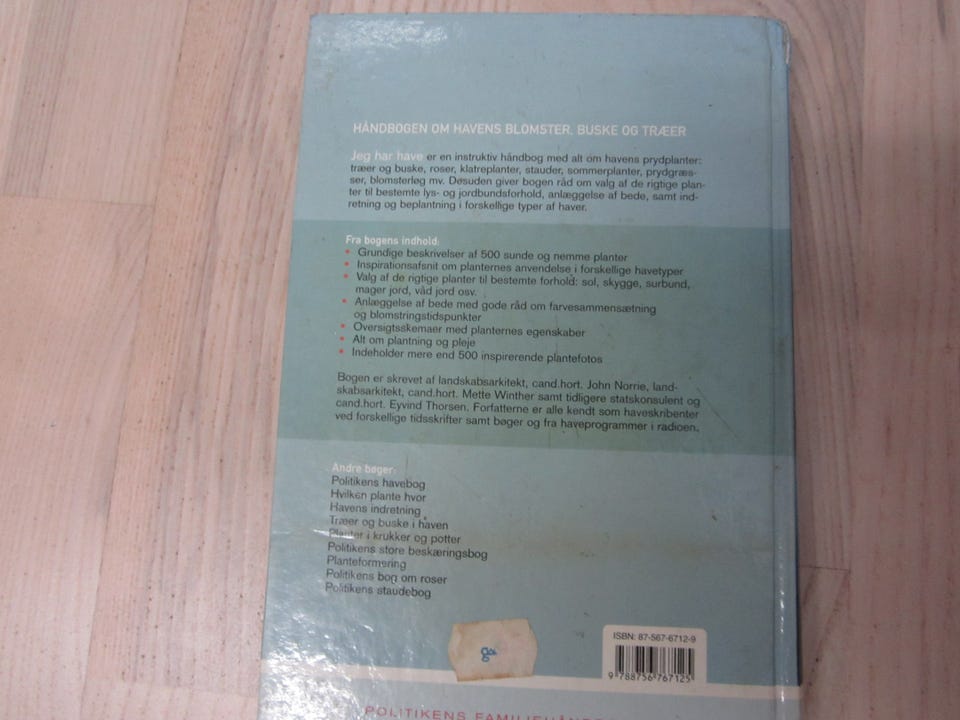 HÅNDBOGEN OM HAVENS BLOMSTER, BUSKE OG TRÆER
Jeg har have er en instruktiv håndbog med alt om havens prydplanter:
træer og buske, roser, klatreplanter, stauder, sommerplanter, prydgræs-
ser, blomsterløg mv. Desuden giver bogen råd om valg af de rigtige plan-
ter til bestemte lys- og jordbundsforhold, anlæggelse af bede, samt ind-
retning og beplantning i forskellige typer af haver.
Fra bogens indhold:
• Grundige beskrivelser af 500 sunde og nemme planter
• Inspirationsafsnit om planternes anvendelse i forskellige havetyper
• Valg af de rigtige planter til bestemte forhold: sol, skygge, surbund,
mager jord, våd jord osv.
• Anlæggelse af bede med gode råd om farvesammensætning
og blomstringstidspunkter
• Oversigtsskemaer med planternes egenskaber
• Alt om plantning og pleje
• Indeholder mere end 500 inspirerende plantefotos
Bogen er skrevet af landskabsarkitekt, cand.hort. John Norrie, land-
skabsarkitekt, cand.hort. Mette Winther samt tidligere statskonsulent og
cand.hort. Eyvind Thorsen. Forfatterne er alle kendt som haveskribenter
ved forskellige tidsskrifter samt bøger og fra haveprogrammer i radioen.
Andre bøger:
Politikens havebog
Hvilken plante hvor
Havens indretning
Træer og buske i haven
Planter i krukker og potter
Politikens store beskæringsbog
Planteformering
Politikens bog om roser
Politikens staudebog
ISBN: 87-567-6712-9
9 788756 767125
POLITIKENS